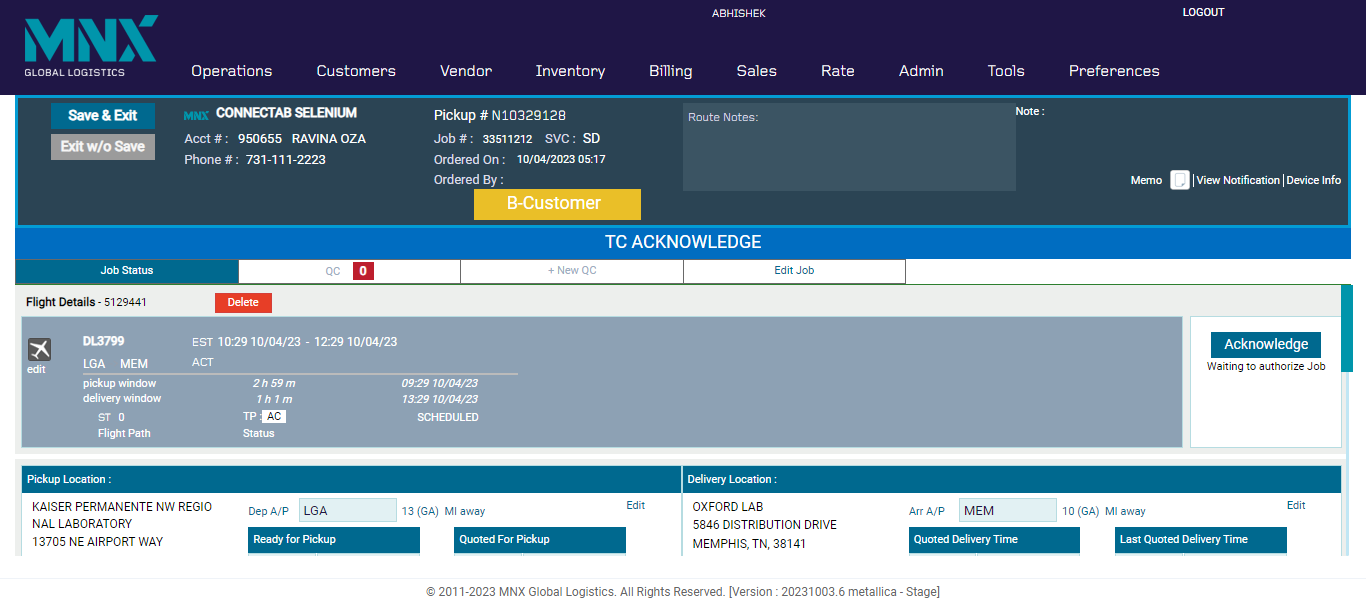 ABHISHEK
LOGOUT
MNX
GLOBAL LOGISTICS
Operations Customers Vendor Inventory Billing Sales Rate Admin Tools Preferences
Save & Exit
Exit w/o Save
MNX CONNECTAB SELENIUM
Acct # : 950655 RAVINA OZA
Phone # : 731-111-2223
Pickup # N10329128
Job # : 33511212 SVC : SD
Ordered On : 10/04/2023 05:17
Ordered By :
B-Customer
Route Notes:
Note :
Memo | View Notification | Device Info
TC ACKNOWLEDGE
Job Status QC 0 + New QC Edit Job
Flight Details - 5129441 Delete
edit
DL3799 EST 10:29 10/04/23 - 12:29 10/04/23
LGA MEM ACT
pickup window 2 h 59 m 09:29 10/04/23
delivery window 1 h 1 m 13:29 10/04/23
ST 0 TP : AC SCHEDULED
Flight Path Status
Acknowledge
Waiting to authorize Job
Pickup Location :
KAISER PERMANENTE NW REGIO
NAL LABORATORY
13705 NE AIRPORT WAY
Dep A/P LGA 13 (GA) MI away Edit
Ready for Pickup Quoted For Pickup
Delivery Location :
OXFORD LAB
5846 DISTRIBUTION DRIVE
MEMPHIS, TN, 38141
Arr A/P MEM 10 (GA) MI away Edit
Quoted Delivery Time Last Quoted Delivery Time
© 2011-2023 MNX Global Logistics. All Rights Reserved. [Version : 20231003.6 metallica - Stage]